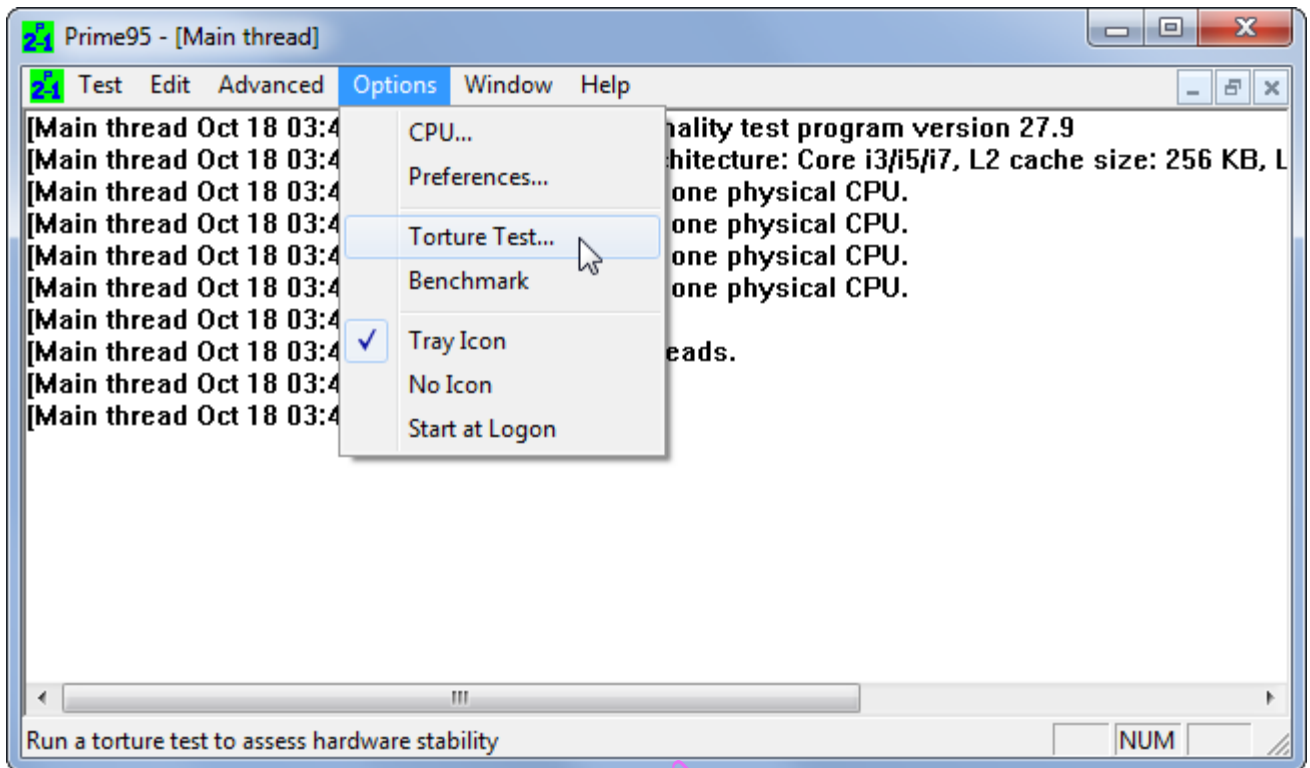 Prime95 - [Main thread]
Test Edit Advanced Options Window Help
[Main thread Oct 18 03:4
[Main thread Oct 18 03:4
[Main thread Oct 18 03:4
[Main thread Oct 18 03:4
[Main thread Oct 18 03:4
[Main thread Oct 18 03:4
[Main thread Oct 18 03:4
[Main thread Oct 18 03:4
[Main thread Oct 18 03:4
[Main thread Oct 18 03:4
CPU...
Preferences...
Torture Test...
Benchmark
Tray Icon
No Icon
Start at Logon
nality test program version 27.9
chitecture: Core i3/i5/i7, L2 cache size: 256 KB, L
one physical CPU.
one physical CPU.
one physical CPU.
one physical CPU.
eads.
Run a torture test to assess hardware stability
NUM